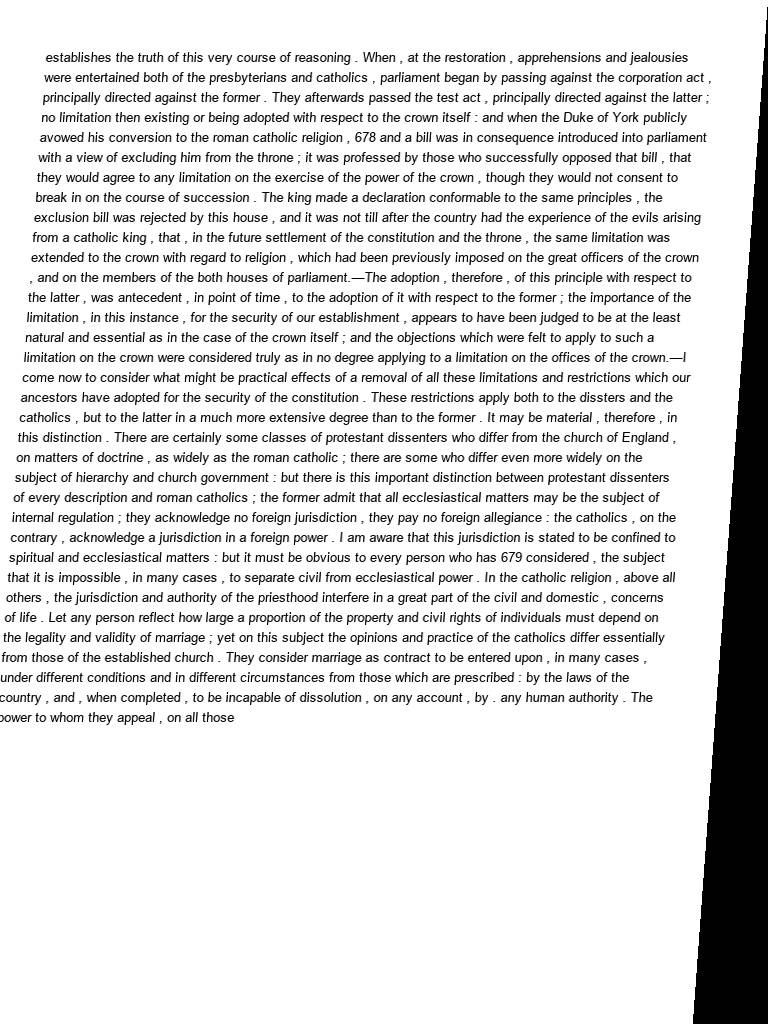 establishes the truth of this very course of reasoning . When , at the restoration , apprehensions and jealousies
were entertained both of the presbyterians and catholics , parliament began by passing against the corporation act ,
principally directed against the former . They afterwards passed the test act , principally directed against the latter ;
no limitation then existing or being adopted with respect to the crown itself : and when the Duke of York publicly
avowed his conversion to the roman catholic religion , 678 and a bill was in consequence introduced into parliament
with a view of excluding him from the throne ; it was professed by those who successfully opposed that bill , that
they would agree to any limitation on the exercise of the power of the crown , though they would not consent to
break in on the course of succession . The king made a declaration conformable to the same principles , the
exclusion bill was rejected by this house , and it was not till after the country had the experience of the evils arising
from a catholic king , that , in the future settlement of the constitution and the throne , the same limitation was
extended to the crown with regard to religion , which had been previously imposed on the great officers of the crown
, and on the members of the both houses of parliament.—The adoption , therefore , of this principle with respect to
the latter , was antecedent , in point of time , to the adoption of it with respect to the former ; the importance of the
limitation , in this instance , for the security of our establishment , appears to have been judged to be at the least
natural and essential as in the case of the crown itself ; and the objections which were felt to apply to such a
limitation on the crown were considered truly as in no degree applying to a limitation on the offices of the crown.—I
come now to consider what might be practical effects of a removal of all these limitations and restrictions which our
ancestors have adopted for the security of the constitution . These restrictions apply both to the dissters and the
catholics , but to the latter in a much more extensive degree than to the former . It may be material , therefore , in
this distinction . There are certainly some classes of protestant dissenters who differ from the church of England ,
on matters of doctrine , as widely as the roman catholic ; there are some who differ even more widely on the
subject of hierarchy and church government : but there is this important distinction between protestant dissenters
of every description and roman catholics ; the former admit that all ecclesiastical matters may be the subject of
internal regulation ; they acknowledge no foreign jurisdiction , they pay no foreign allegiance : the catholics , on the
contrary , acknowledge a jurisdiction in a foreign power . I am aware that this jurisdiction is stated to be confined to
spiritual and ecclesiastical matters : but it must be obvious to every person who has 679 considered , the subject
that it is impossible , in many cases , to separate civil from ecclesiastical power . In the catholic religion , above all
others , the jurisdiction and authority of the priesthood interfere in a great part of the civil and domestic , concerns
of life . Let any person reflect how large a proportion of the property and civil rights of individuals must depend on
the legality and validity of marriage ; yet on this subject the opinions and practice of the catholics differ essentially
from those of the established church . They consider marriage as contract to be entered upon , in many cases ,
under different conditions and in different circumstances from those which are prescribed : by the laws of the
country , and , when completed , to be incapable of dissolution , on any account , by . any human authority . The
power to whom they appeal , on all those